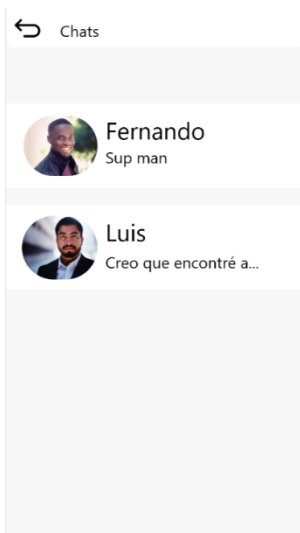 Chats
Fernando
Sup man
Luis
Creo que encontré a...